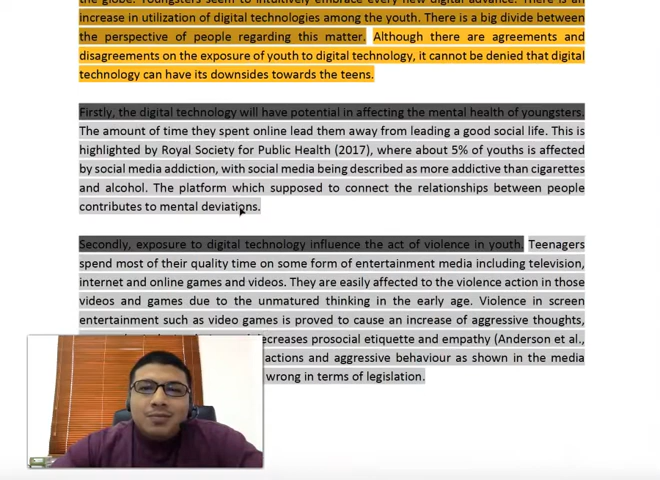 the globe. Youngsters seem to intuitively embrace every new digital advance. There is an
increase in utilization of digital technologies among the youth. There is a big divide between
the perspective of people regarding this matter. Although there are agreements and
disagreements on the exposure of youth to digital technology, it cannot be denied that digital
technology can have its downsides towards the teens.
Firstly, the digital technology will have potential in affecting the mental health of youngsters.
The amount of time they spent online lead them away from leading a good social life. This is
highlighted by Royal Society for Public Health (2017), where about 5% of youths is affected
by social media addiction, with social media being described as more addictive than cigarettes
and alcohol. The platform which supposed to connect the relationships between people
contributes to mental deviations.
Secondly, exposure to digital technology influence the act of violence in youth. Teenagers
spend most of their quality time on some form of entertainment media including television,
internet and online games and videos. They are easily affected to the violence action in those
videos and games due to the unmatured thinking in the early age. Violence in screen
entertainment such as video games is proved to cause an increase of aggressive thoughts,
decreases prosocial etiquette and empathy (Anderson et al.,
actions and aggressive behaviour as shown in the media
wrong in terms of legislation.